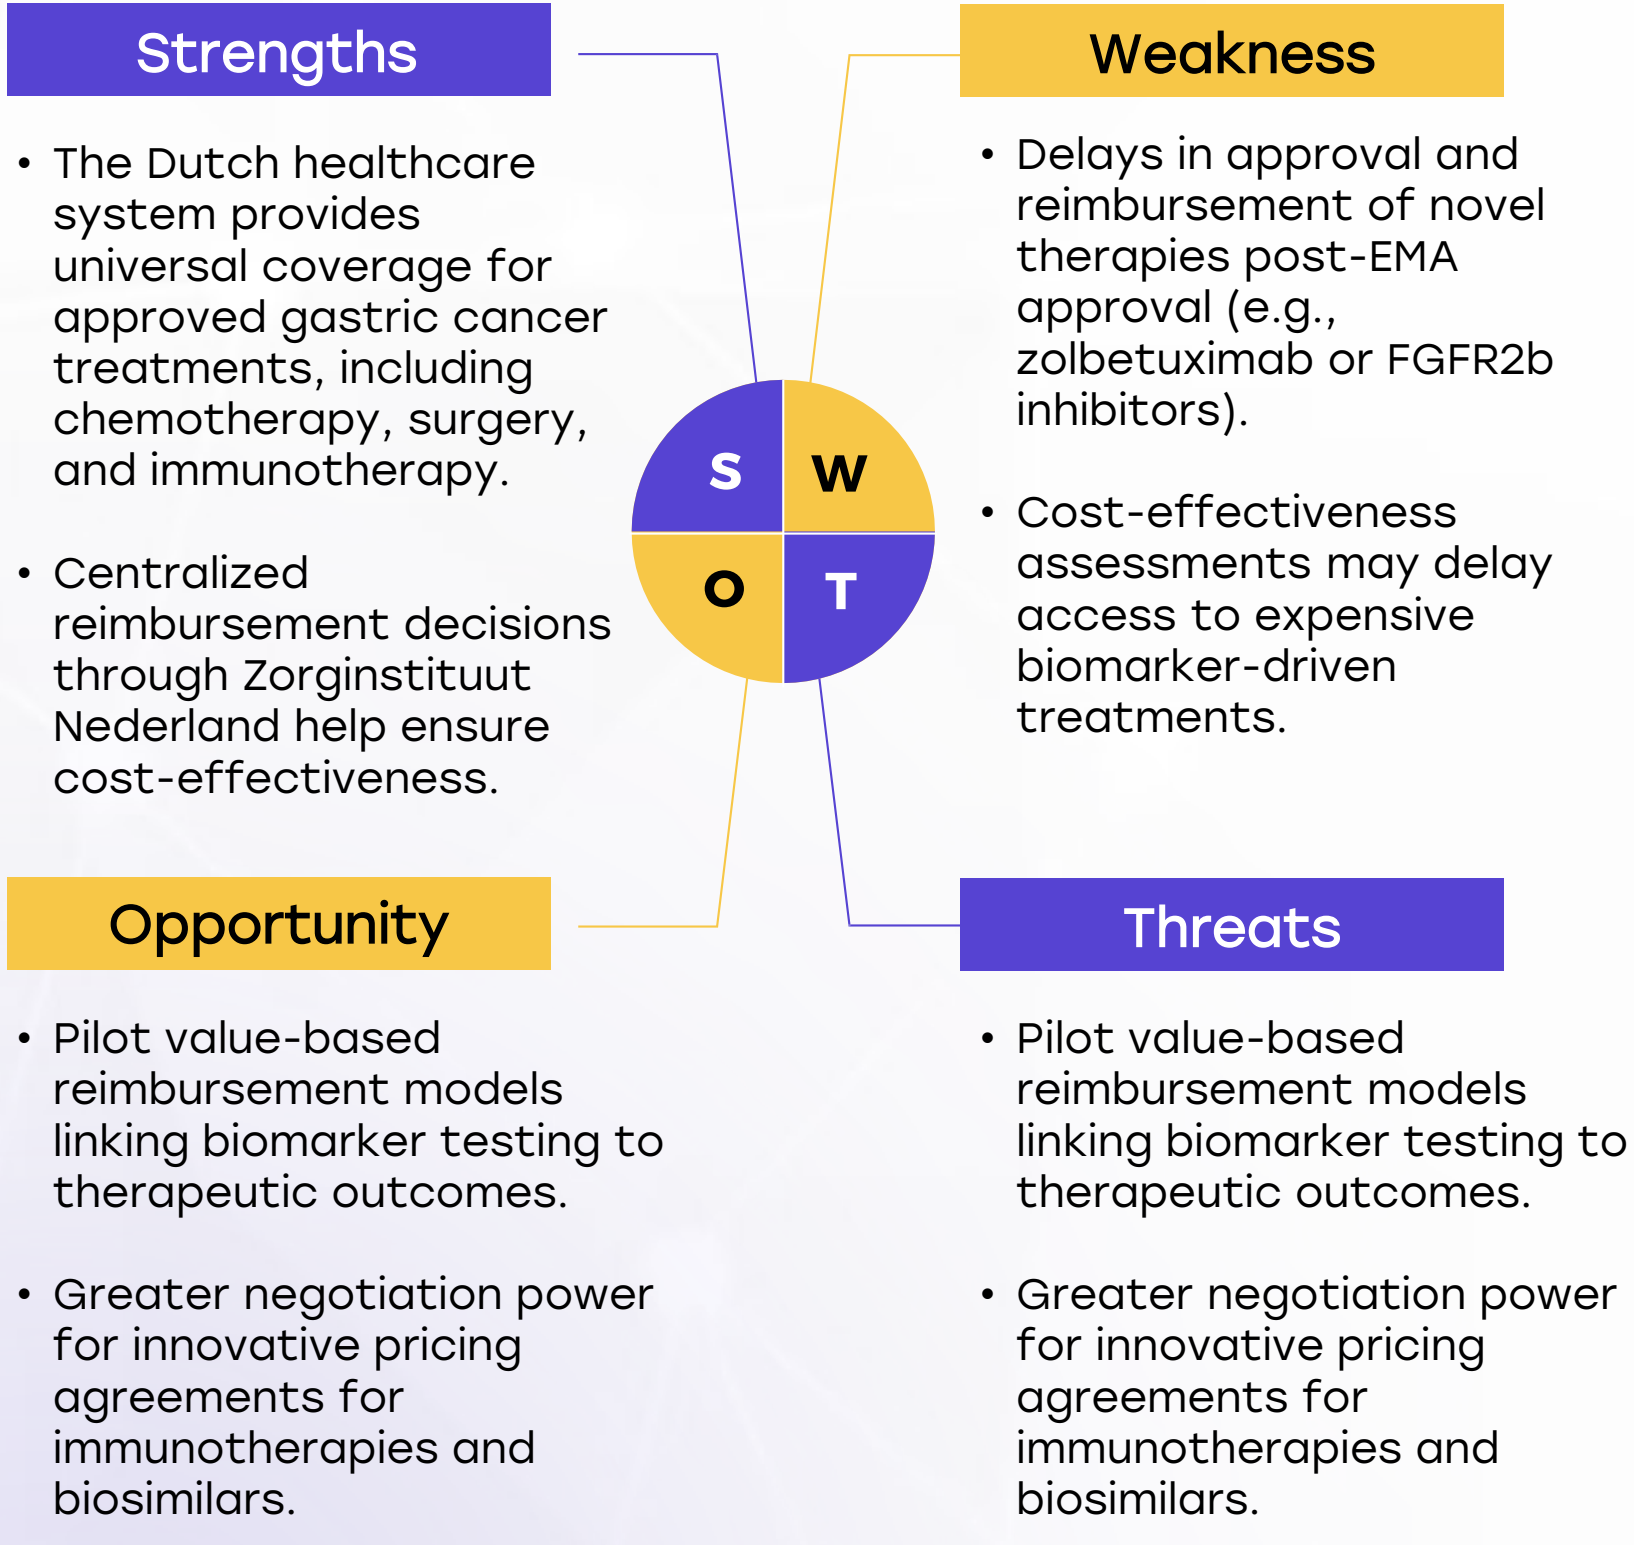 Strengths
• The Dutch healthcare
system provides
universal coverage for
approved gastric cancer
treatments, including
chemotherapy, surgery,
and immunotherapy.
• Centralized
reimbursement decisions
through Zorginstituut
Nederland help ensure
cost-effectiveness.
Weakness
• Delays in approval and
reimbursement of novel
therapies post-EMA
approval (e.g.,
zolbetuximab or FGFR2b
inhibitors).
• Cost-effectiveness
assessments may delay
access to expensive
biomarker-driven
treatments.
S
W
O
T
Opportunity
• Pilot value-based
reimbursement models
linking biomarker testing to
therapeutic outcomes.
• Greater negotiation power
for innovative pricing
agreements for
immunotherapies and
biosimilars.
Threats
• Pilot value-based
reimbursement models
linking biomarker testing to
therapeutic outcomes.
• Greater negotiation power
for innovative pricing
agreements for
immunotherapies and
biosimilars.